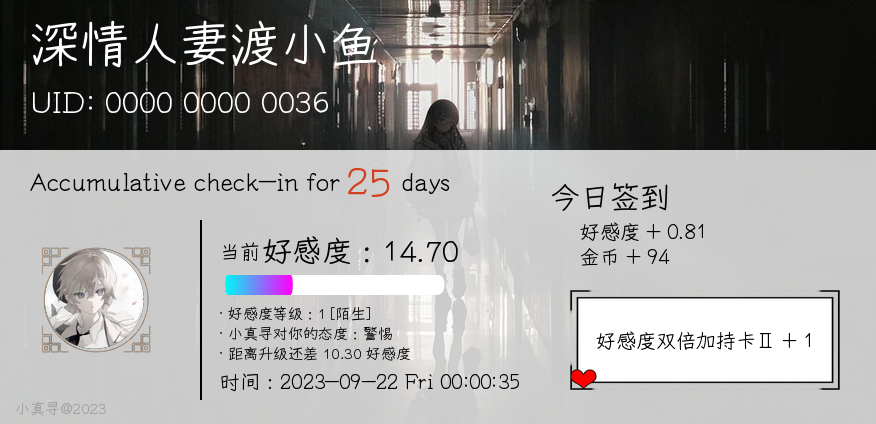 深情人妻渡小鱼
UID: 0000 0000 0036
Accumulative check-in for 25 days
当前好感度：14.70
· 好感度等级：1 [陌生]
· 小真寻对你的态度：警惕
· 距离升级还差 10.30 好感度
时间：2023-09-22 Fri 00:00:35
今日签到
好感度 + 0.81
金币 + 94
好感度双倍加持卡Ⅱ + 1
小真寻@2023